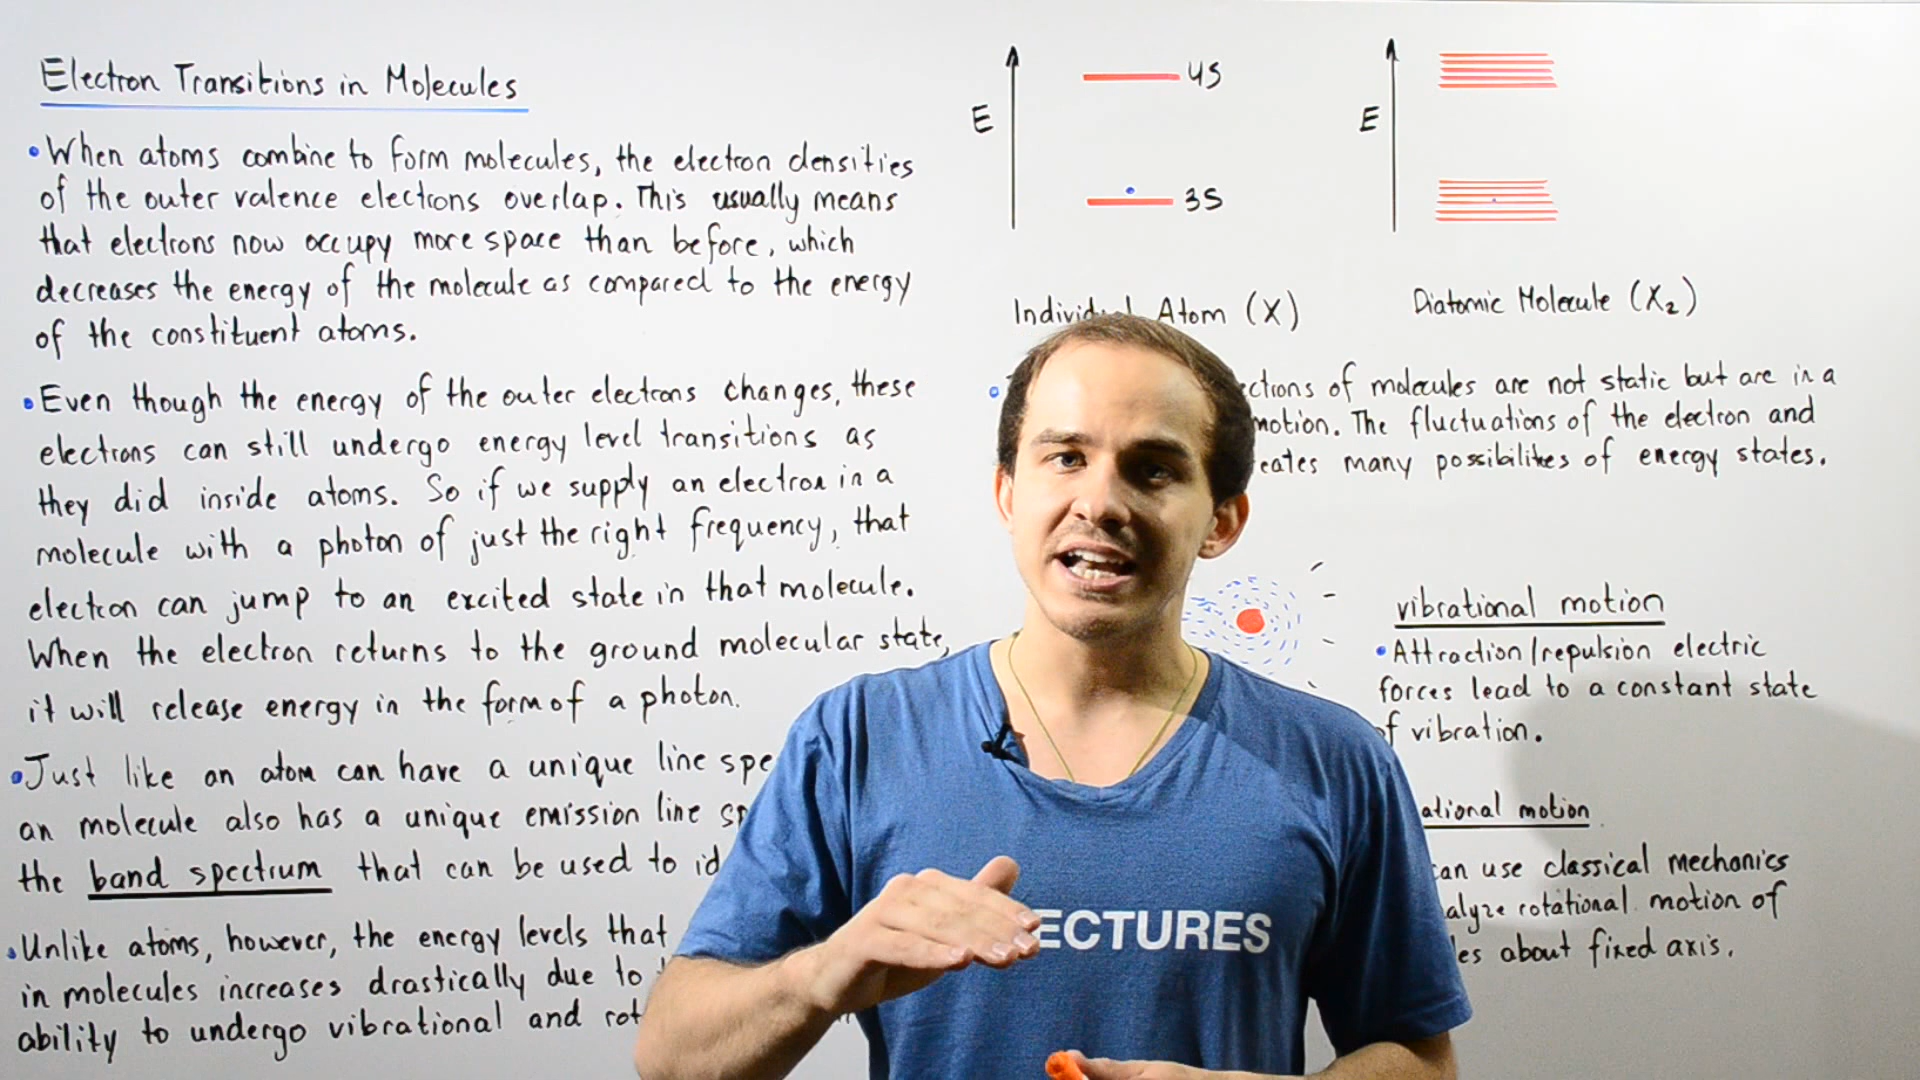 Electron Transitions in Molecules
•When atoms combine to form molecules, the electron densities
of the outer valence electrons overlap. This usually means
that electrons now occupy more space than before, which
decreases the energy of the molecule as compared to the energy
of the constituent atoms.
•Even though the energy of the outer electrons changes, these
electrons can still undergo energy level transitions as
they did inside atoms. So if we supply an electron in a
molecule with a photon of just the right frequency, that
electron can jump to an excited state in that molecule.
When the electron returns to the ground molecular state,
it will release energy in the form of a photon.
•Just like an atom can have a unique line spe
an molecule also has a unique emission line sp
the band spectrum that can be used to id
•Unlike atoms, however, the energy levels that
in molecules increases drastically due to
ability to undergo vibrational and rot
E
4S
3S
Individual Atom (X)
E
Diatomic Molecule (X2)
ctions of molecules are not static but are in a
motion. The fluctuations of the electron and
eates many possibilities of energy states.
vibrational motion
•Attraction/repulsion electric
forces lead to a constant state
of vibration.
ational motion
can use classical mechanics
alyze rotational motion of
es about fixed axis.
ECTURES